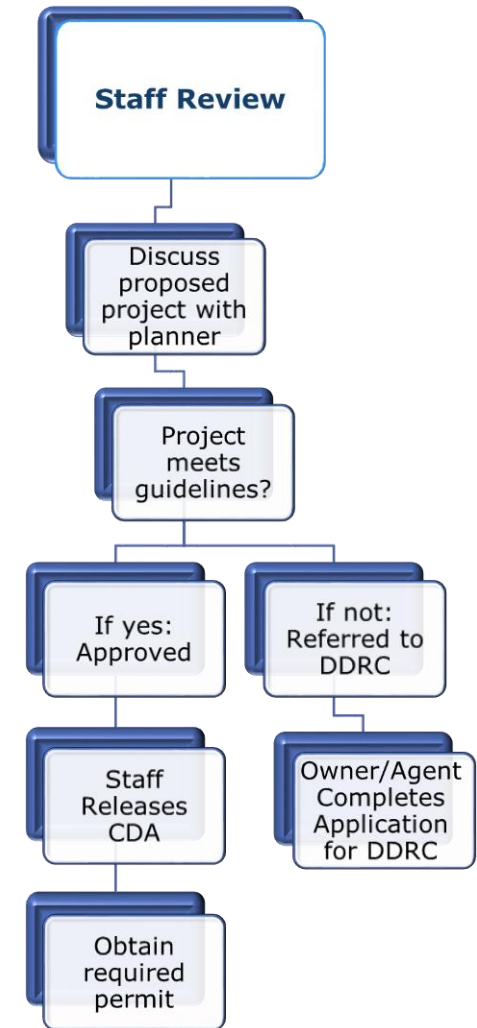 Staff Review
Discuss
proposed
project with
planner
Project
meets
guidelines?
If yes:
Approved
If not:
Referred to
DDRC
Staff
Releases
CDA
Owner/Agent
Completes
Application
for DDRC
Obtain
required
permit